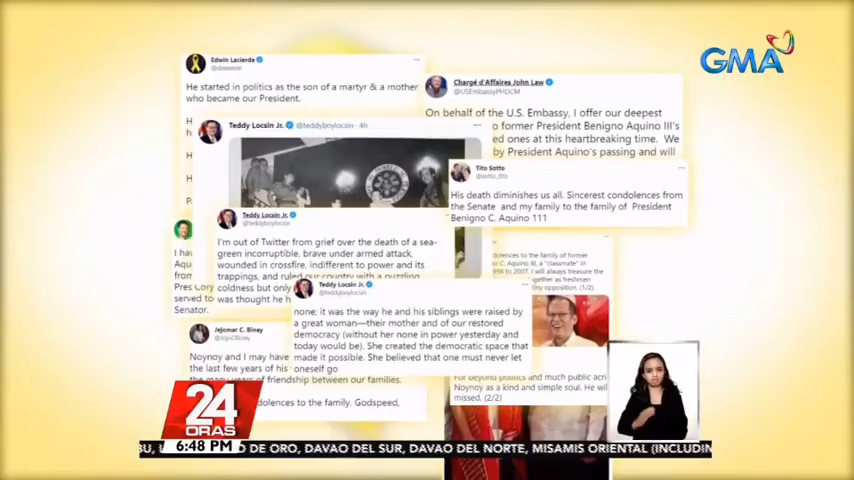 GMA
Edwin Lacierda
He started in politics as the son of a martyr & a mother
who became our President.
Chargé d'Affaires John Law
@USEmbassyPHDCM
On behalf of the U.S. Embassy, I offer our deepest
o former President Benigno Aquino III's
ed ones at this heartbreaking time. We
by President Aquino's passing and will
Teddy Locsin Jr. @teddyboylocsin · 4h
Tito Sotto
@sotto_tito
His death diminishes us all. Sincerest condolences from
the Senate and my family to the family of President
Benigno C. Aquino 111
Teddy Locsin Jr.
@teddyboylocsin
I'm out of Twitter from grief over the death of a sea-
green incorruptible, brave under armed attack,
wounded in crossfire, indifferent to power and its
trappings, and ruled our country with a puzzling
coldness but only
was thought he h
I hav
Aqu
from
Pres Cory
served to
Senator.
dolences to the family of former
C. Aquino III, a "classmate" in
998 to 2007. I will always treasure the
ogether as freshmen
tiny opposition. (1/2)
Teddy Locsin Jr.
@teddyboylocsin
none; it was the way he and his siblings were raised by
a great woman—their mother and of our restored
democracy (without her none in power yesterday and
today would be). She created the democratic space that
made it possible. She believed that one must never let
oneself go
Jejomar C. Binay
Noynoy and I may have
the last few years of his
the many years of friendship between our families.
dolences to the family. Godspeed,
For beyond politics and much public acri
Noynoy as a kind and simple soul. He wil
missed. (2/2)
24
ORAS
6:48 PM
BU, DE ORO, DAVAO DEL SUR, DAVAO DEL NORTE, MISAMIS ORIENTAL (INCLUDIN